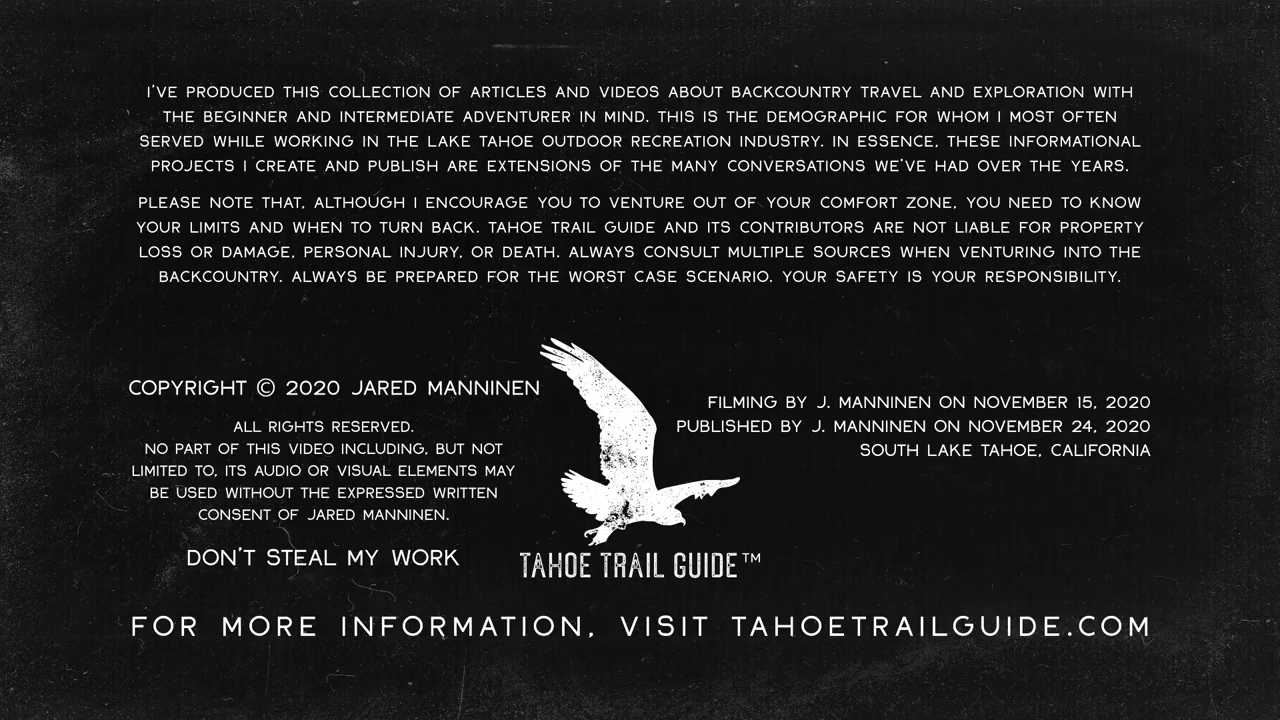 I'VE PRODUCED THIS COLLECTION OF ARTICLES AND VIDEOS ABOUT BACKCOUNTRY TRAVEL AND EXPLORATION WITH
THE BEGINNER AND INTERMEDIATE ADVENTURER IN MIND. THIS IS THE DEMOGRAPHIC FOR WHOM I MOST OFTEN
SERVED WHILE WORKING IN THE LAKE TAHOE OUTDOOR RECREATION INDUSTRY. IN ESSENCE, THESE INFORMATIONAL
PROJECTS I CREATE AND PUBLISH ARE EXTENSIONS OF THE MANY CONVERSATIONS WE'VE HAD OVER THE YEARS.
PLEASE NOTE THAT, ALTHOUGH I ENCOURAGE YOU TO VENTURE OUT OF YOUR COMFORT ZONE, YOU NEED TO KNOW
YOUR LIMITS AND WHEN TO TURN BACK. TAHOE TRAIL GUIDE AND ITS CONTRIBUTORS ARE NOT LIABLE FOR PROPERTY
LOSS OR DAMAGE, PERSONAL INJURY, OR DEATH. ALWAYS CONSULT MULTIPLE SOURCES WHEN VENTURING INTO THE
BACKCOUNTRY. ALWAYS BE PREPARED FOR THE WORST CASE SCENARIO. YOUR SAFETY IS YOUR RESPONSIBILITY.
COPYRIGHT © 2020 JARED MANNINEN
ALL RIGHTS RESERVED.
NO PART OF THIS VIDEO INCLUDING, BUT NOT
LIMITED TO, ITS AUDIO OR VISUAL ELEMENTS MAY
BE USED WITHOUT THE EXPRESSED WRITTEN
CONSENT OF JARED MANNINEN.
DON'T STEAL MY WORK
TAHOE TRAIL GUIDE™
FILMING BY J. MANNINEN ON NOVEMBER 15, 2020
PUBLISHED BY J. MANNINEN ON NOVEMBER 24, 2020
SOUTH LAKE TAHOE, CALIFORNIA
FOR MORE INFORMATION, VISIT TAHOETRAILGUIDE.COM